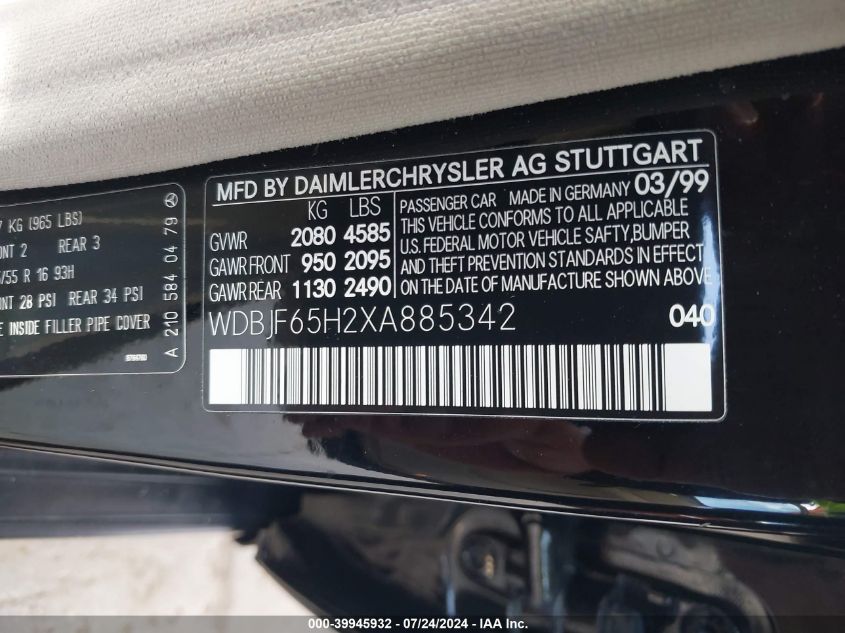 7 KG (965 LBS)
ONT 2 REAR 3
/55 R 16 93H
ONT 28 PSI REAR 34 PSI
E INSIDE FILLER PIPE COVER
A 210 584 04 79
MFD BY DAIMLERCHRYSLER AG STUTTGART
KG LBS
GVWR 2080 4585
GAWR FRONT 950 2095
GAWR REAR 1130 2490
PASSENGER CAR MADE IN GERMANY 03/99
THIS VEHICLE CONFORMS TO ALL APPLICABLE
U.S. FEDERAL MOTOR VEHICLE SAFTY,BUMPER
AND THEFT PREVENTION STANDARDS IN EFFECT
ON THE DATE OF MANUFACTURE SHOWN ABOVE
WDBJF65H2XA885342 040
000-39945932 - 07/24/2024 - IAA Inc.